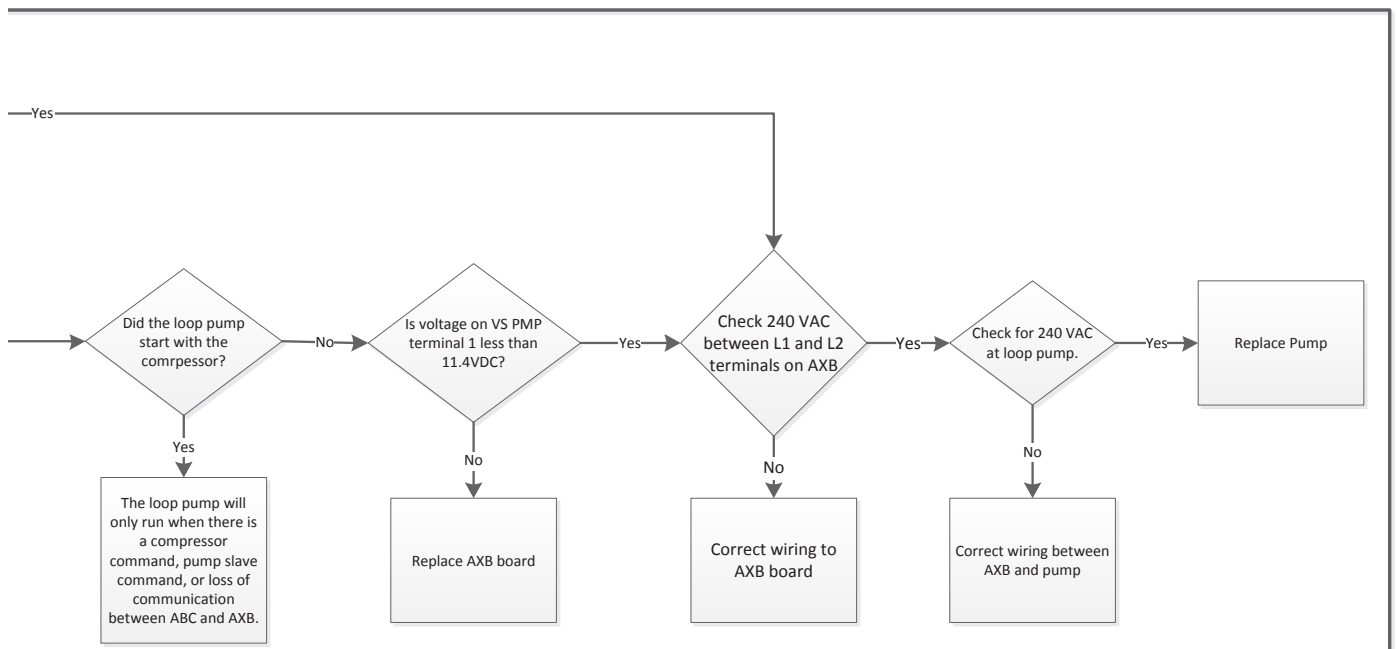 Yes
Did the loop pump
start with the
comrpessor?
No
Is voltage on VS PMP
terminal 1 less than
11.4VDC?
Yes
Check 240 VAC
between L1 and L2
terminals on AXB
Yes
Check for 240 VAC
at loop pump.
Yes
Replace Pump
Yes
No
No
No
The loop pump will
only run when there is
a compressor
command, pump slave
command, or loss of
communication
between ABC and AXB.
Replace AXB board
Correct wiring to
AXB board
Correct wiring between
AXB and pump